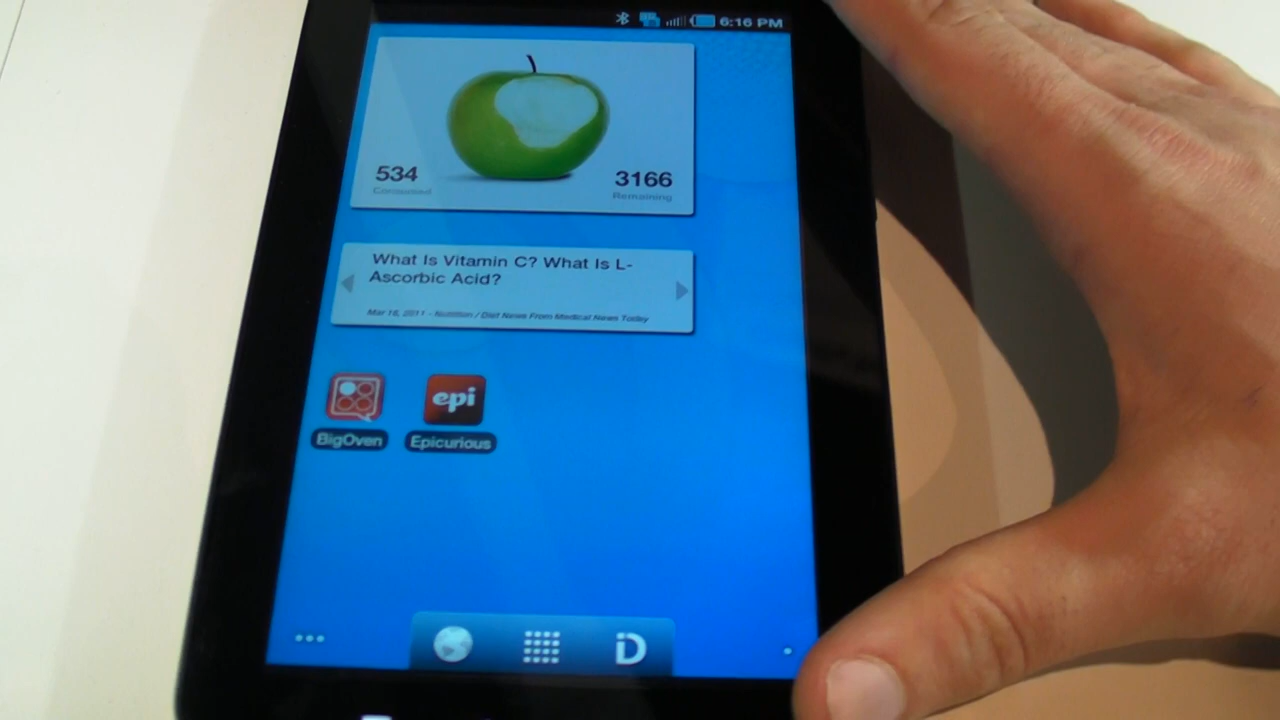 6:16 PM
534
3166
Consumed
Remaining
What Is Vitamin C? What Is L-
Ascorbic Acid?
Mar 16, 2011 - Nutrition / Diet News From Medical News Today
epi
BigOven
Epicurious
iD